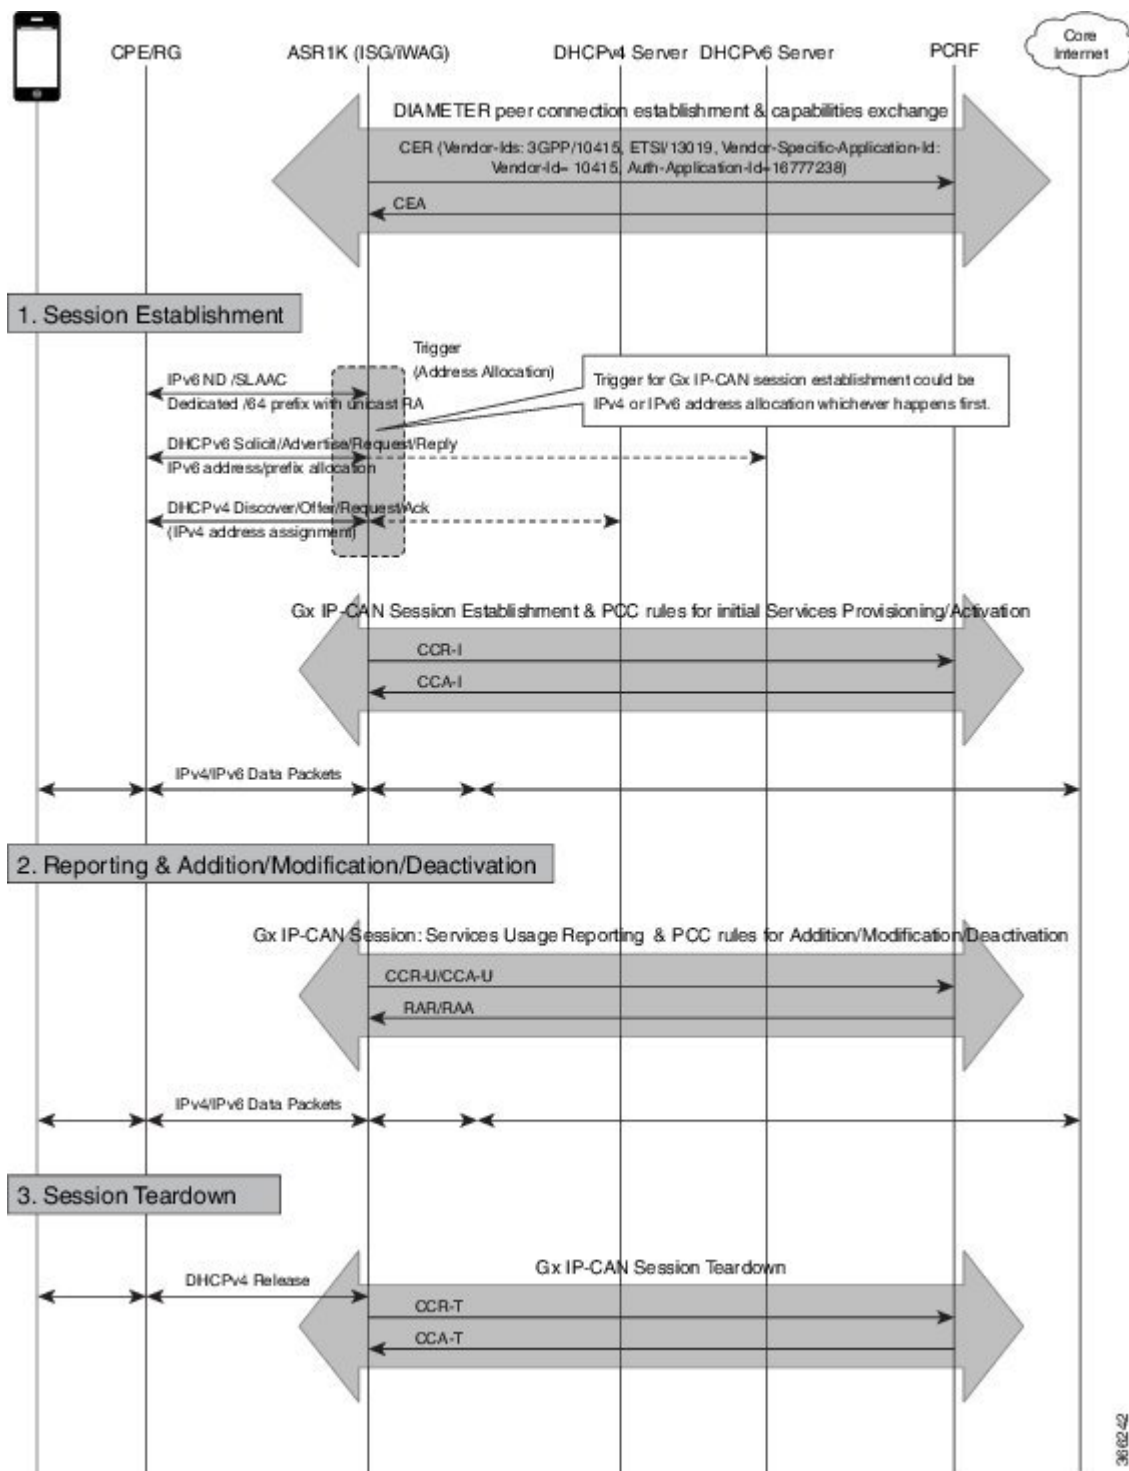 Core
Internet
CPE/RG
ASR1K (ISG/iWAG)
DHCPv4 Server
DHCPv6 Server
PCRF
DIAMETER peer connection establishment & capabilities exchange
CER (Vendor-Ids: 3GPP/10415, ETSI/13019, Vendor-Specific-Application-Id:
Vendor-Id= 10415, Auth-Application-Id=16777238)
CEA
1. Session Establishment
Trigger
(Address Allocation)
Trigger for Gx IP-CAN session establishment could be
IPv4 or IPv6 address allocation whichever happens first.
IPv6 ND /SLAAC
Dedicated /64 prefix with unicast RA
DHCPv6 Solicit/Advertise/Request/Reply
IPv6 address/prefix allocation
DHCPv4 Discover/Offer/Request/Ack
(IPv4 address assignment)
Gx IP-CAN Session Establishment & PCC rules for initial Services Provisioning/Activation
CCR-I
CCA-I
IPv4/IPv6 Data Packets
2. Reporting & Addition/Modification/Deactivation
Gx IP-CAN Session: Services Usage Reporting & PCC rules for Addition/Modification/Deactivation
CCR-U/CCA-U
RAR/RAA
IPv4/IPv6 Data Packets
3. Session Teardown
Gx IP-CAN Session Teardown
DHCPv4 Release
CCR-T
CCA-T
366242